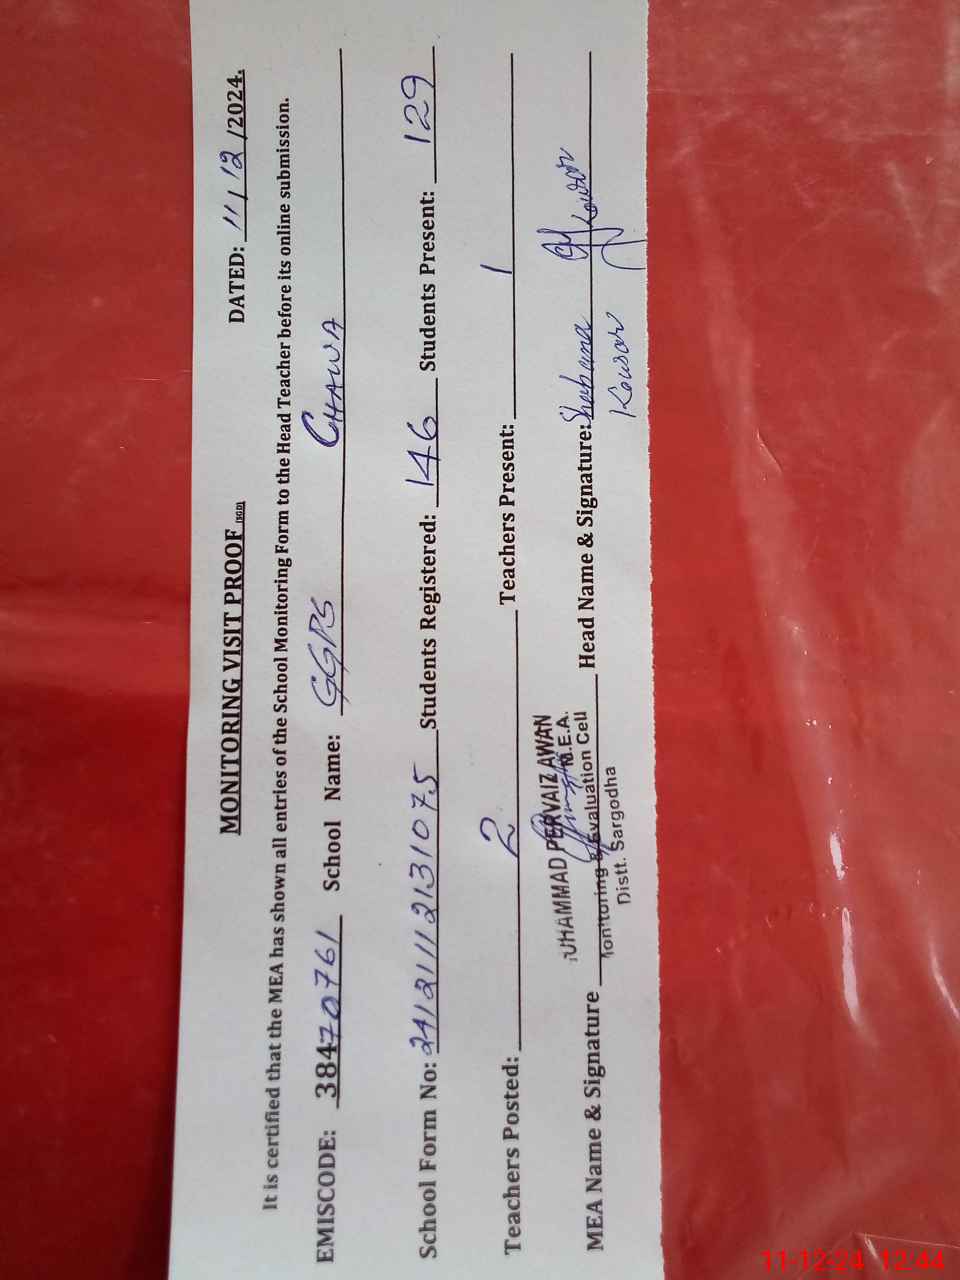 MONITORING VISIT PROOF (SGD)
DATED: 11/12/2024.
It is certified that the MEA has shown all entries of the School Monitoring Form to the Head Teacher before its online submission.
EMISCODE: 38470761 School Name: GGPS CHAWA
School Form No: 24121112131075 Students Registered: 146 Students Present: 129
Teachers Posted: 2 Teachers Present: 1
MEA Name & Signature Head Name & Signature: Shabana Kousar
UHAMMAD PERVAIZ AWAN
M.E.A.
Monitoring & Evaluation Cell
Distt. Sargodha
Kousar
11-12-24 12:44